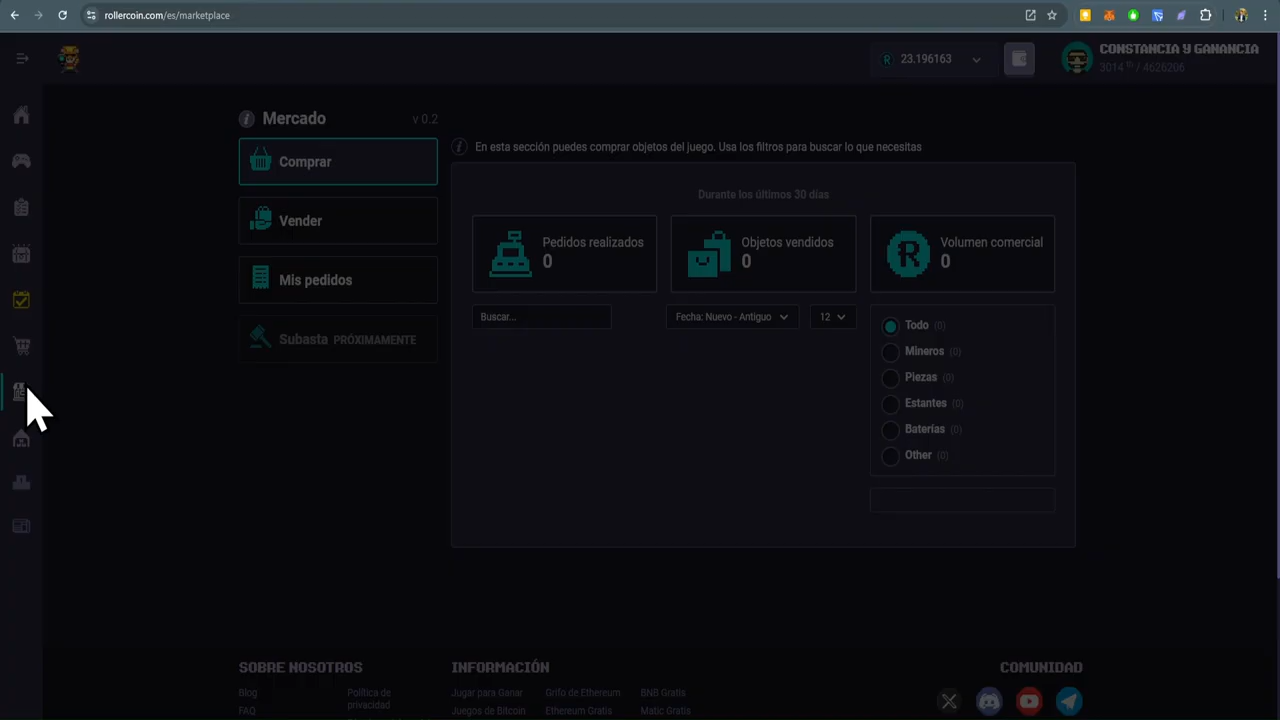 rollercoin.com/es/marketplace
R 23.196163
CONSTANCIA Y GANANCIA
3014 th / 4626206
Mercado v 0.2
Comprar
Vender
Mis pedidos
Subasta PRÓXIMAMENTE
En esta sección puedes comprar objetos del juego. Usa los filtros para buscar lo que necesitas
Durante los últimos 30 días
Pedidos realizados
0
Objetos vendidos
0
Volumen comercial
0
Buscar...
Fecha: Nuevo - Antiguo
12
Todo (0)
Mineros (0)
Piezas (0)
Estantes (0)
Baterías (0)
Other (0)
SOBRE NOSOTROS
Blog
FAQ
Política de
privacidad
INFORMACIÓN
Jugar para Ganar
Juegos de Bitcoin
Grifo de Ethereum
Ethereum Gratis
BNB Gratis
Matic Gratis
COMUNIDAD